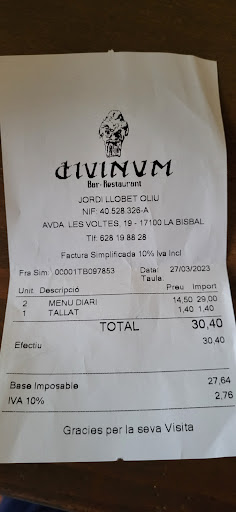 DIVINVM
Bar-Restaurant
JORDI LLOBET OLIU
NIF: 40 528 326-A
AVDA. LES VOLTES, 19 - 17100 LA BISBAL
Tlf: 628 19 88 28
Factura Simplificada 10% Iva Incl
Fra Sim: .00001TB097853 Data: 27/03/2023
Taula:
Unit Descripció Preu Import
2 MENU DIARI 14,50 29,00
1 TALLAT 1,40 1,40
TOTAL 30,40
Efectiu 30,40
Base Imposable 27,64
IVA 10% 2,76
Gracies per la seva Visita